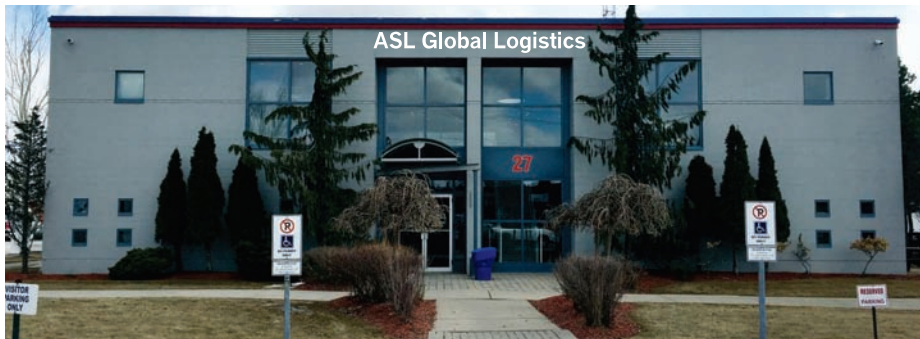 ASL Global Logistics
27
VISITOR
PARKING
ONLY
RESERVED
PARKING